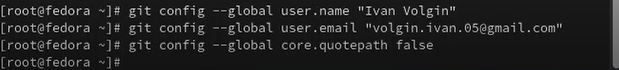 [root@fedora ~]# git config --global user.name "Ivan Volgin"
[root@fedora ~]# git config --global user.email "volgin.ivan.05@gmail.com"
[root@fedora ~]# git config --global core.quotepath false
[root@fedora ~]#